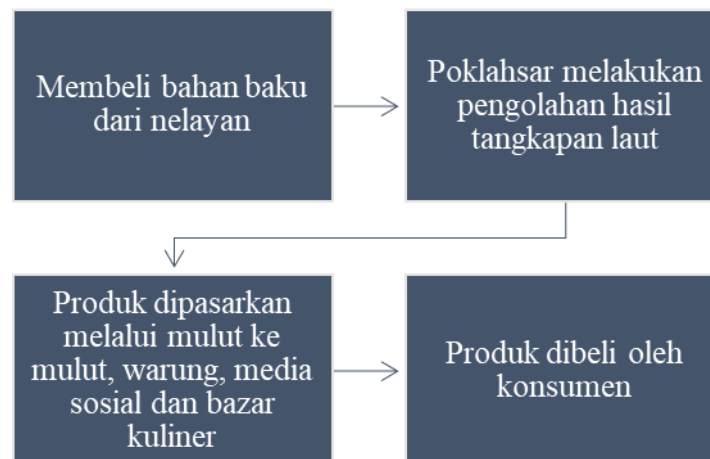 Membeli bahan baku
dari nelayan
Poklahsar melakukan
pengolahan hasil
tangkapan laut
Produk dipasarkan
melalui mulut ke
mulut, warung, media
sosial dan bazar
kuliner
Produk dibeli oleh
konsumen